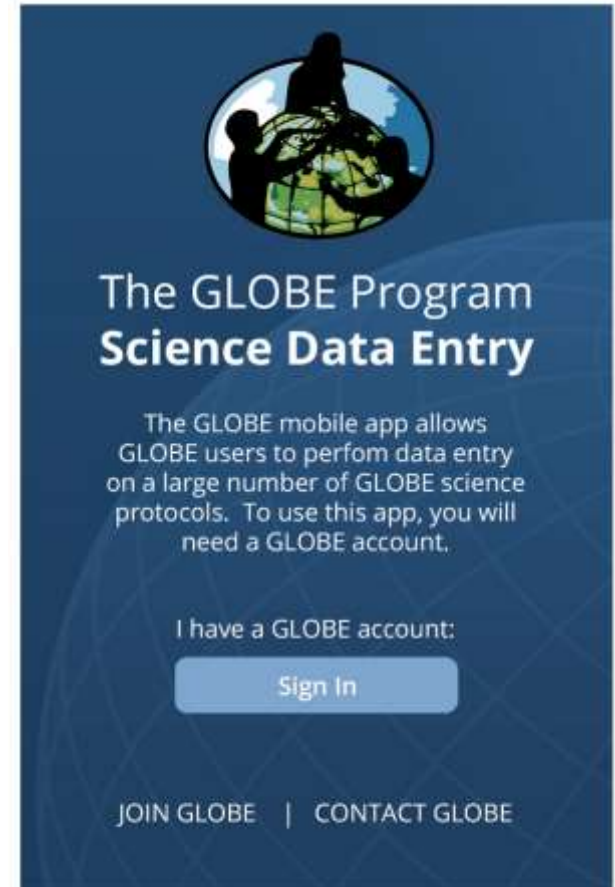 The GLOBE Program
Science Data Entry
The GLOBE mobile app allows
GLOBE users to perfom data entry
on a large number of GLOBE science
protocols.  To use this app, you will
need a GLOBE account.
I have a GLOBE account:
Sign In
JOIN GLOBE | CONTACT GLOBE